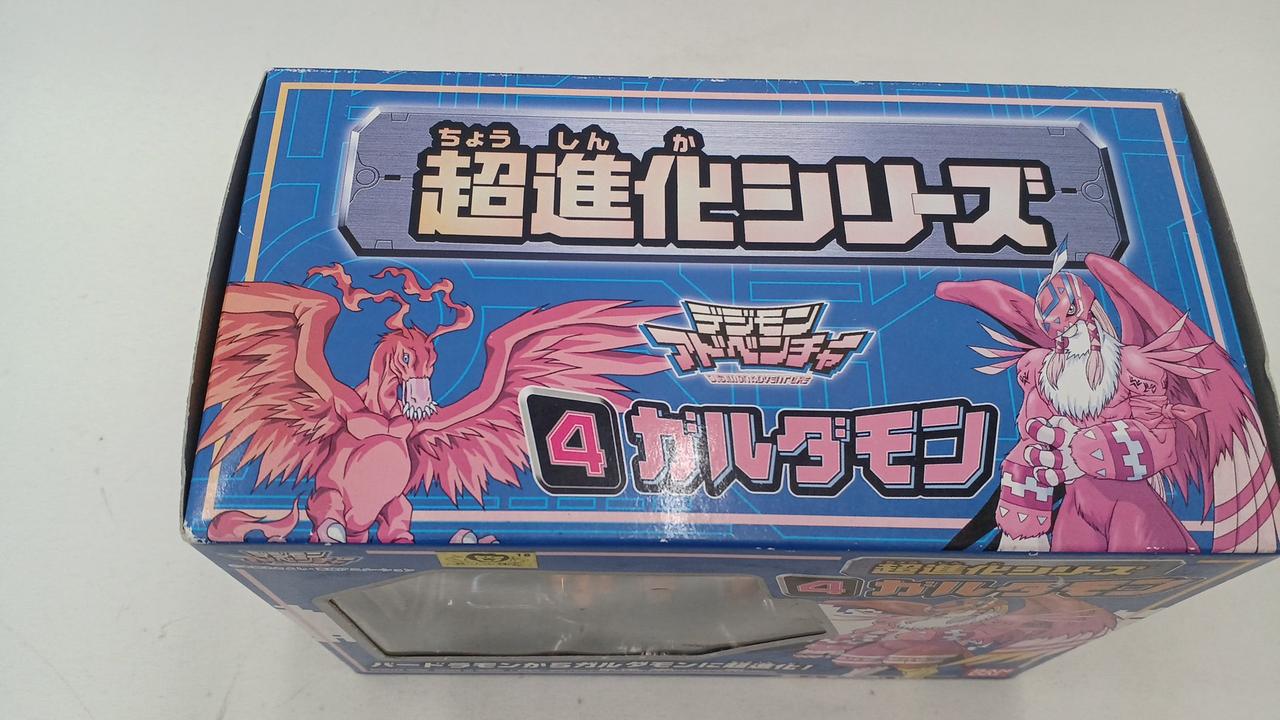 ちょう しん か
超進化シリーズ
デジモン
アドベンチャー
DIGIMON ADVENTURE
4 ガルダモン
超進化シリーズ
4 ガルダモン
バードラモンからガルダモンに超進化!